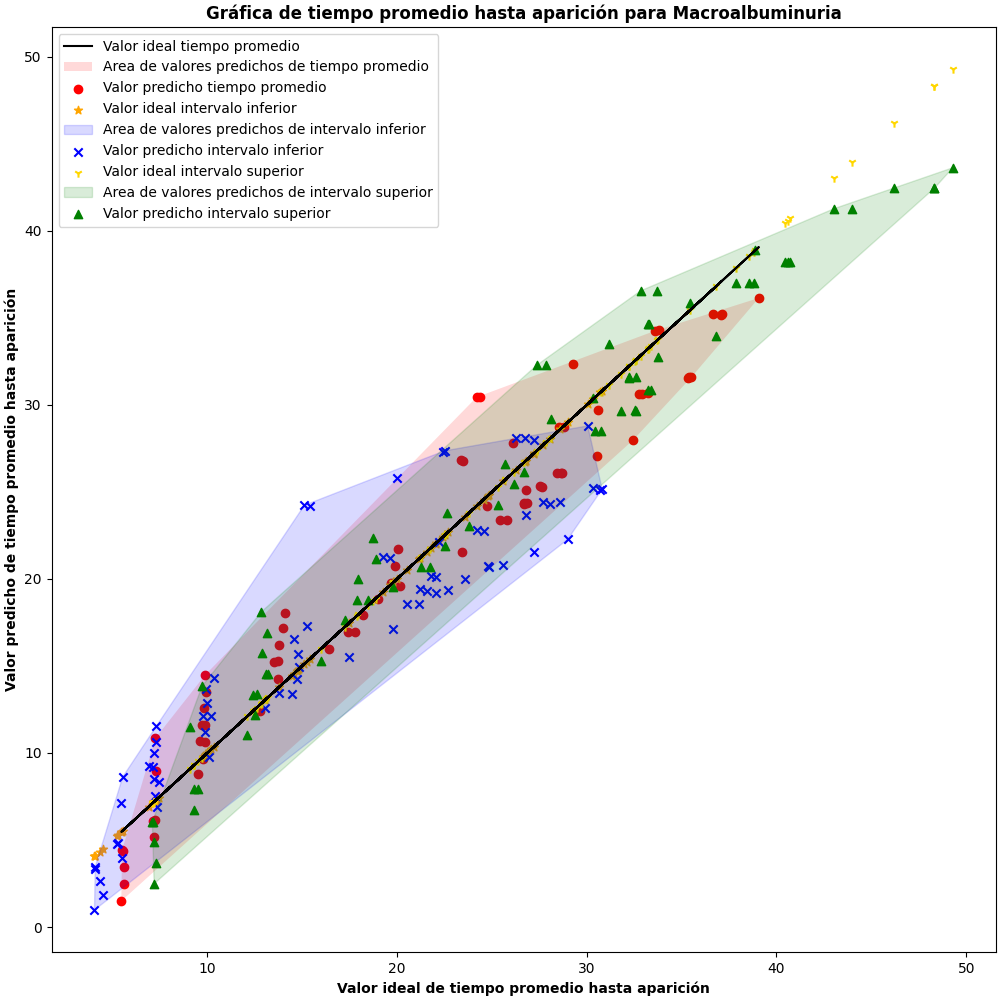 Gráfica de tiempo promedio hasta aparición para Macroalbuminuria
Valor ideal tiempo promedio
Area de valores predichos de tiempo promedio
Valor predicho tiempo promedio
Valor ideal intervalo inferior
Area de valores predichos de intervalo inferior
Valor predicho intervalo inferior
Valor ideal intervalo superior
Area de valores predichos de intervalo superior
Valor predicho intervalo superior
Valor predicho de tiempo promedio hasta aparición
50
40
30
20
10
0
10 20 30 40 50
Valor ideal de tiempo promedio hasta aparición